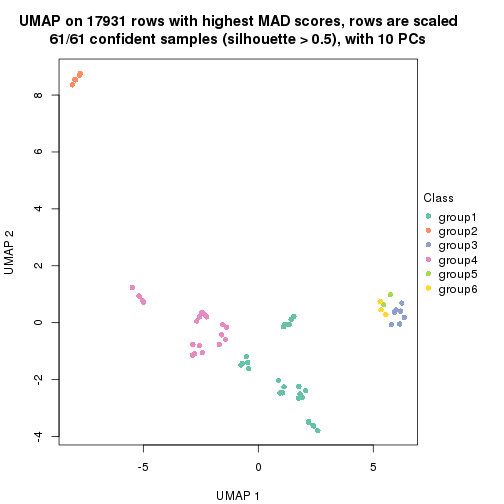 UMAP on 17931 rows with highest MAD scores, rows are scaled
61/61 confident samples (silhouette > 0.5), with 10 PCs
8
6
4
2
0
-2
-4
UMAP 2
-5
0
5
UMAP 1
Class
group1
group2
group3
group4
group5
group6